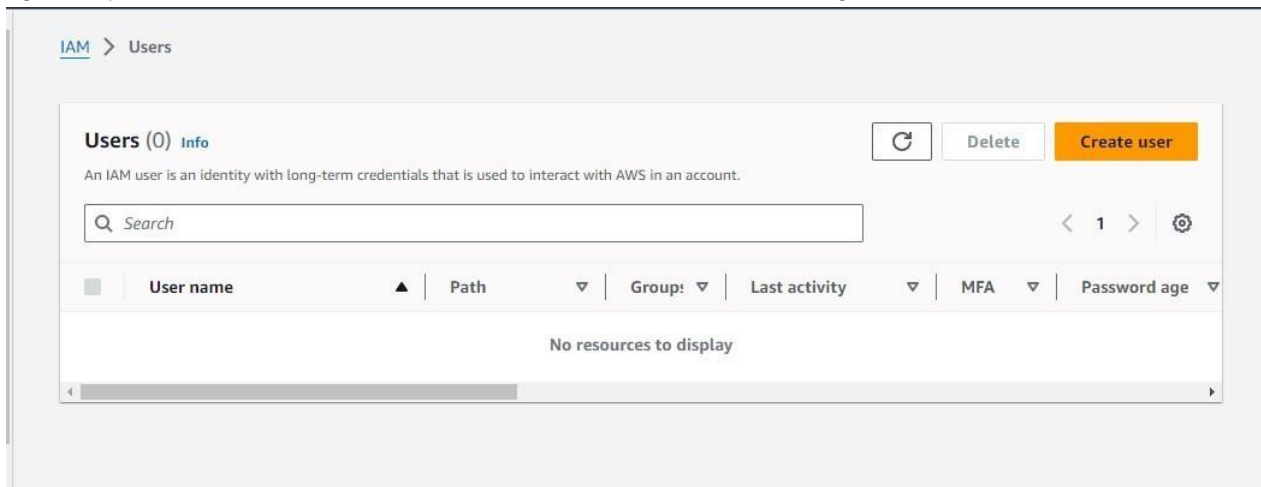 IAM > Users
Users (0) Info
Delete
Create user
An IAM user is an identity with long-term credentials that is used to interact with AWS in an account.
Search
< 1 >
User name
Path
Group:
Last activity
MFA
Password age
No resources to display